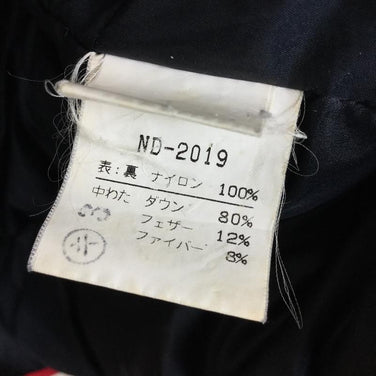 ND-2019
表:裏 ナイロン 100%
中わた ダウン 80%
フェザー 12%
ファイバー 8%
3